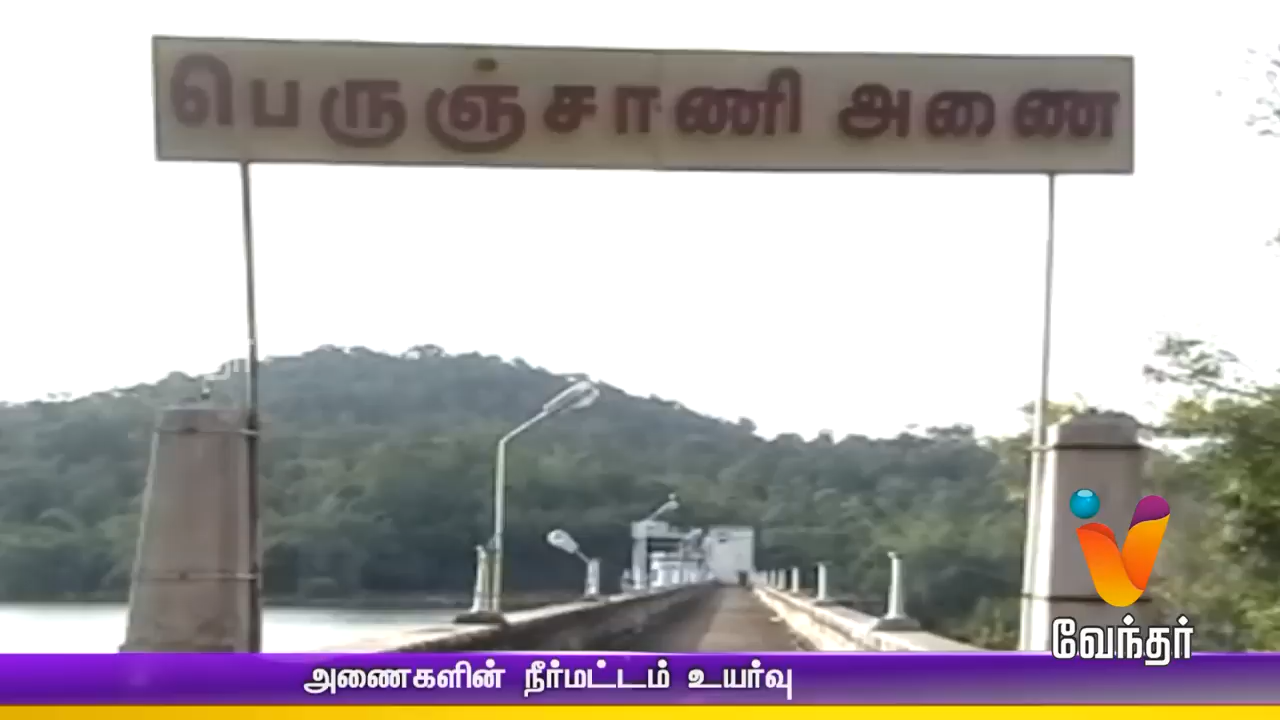 பெருஞ்சாணி அணை
வேந்தர்
அணைகளின் நீர்மட்டம் உயர்வு